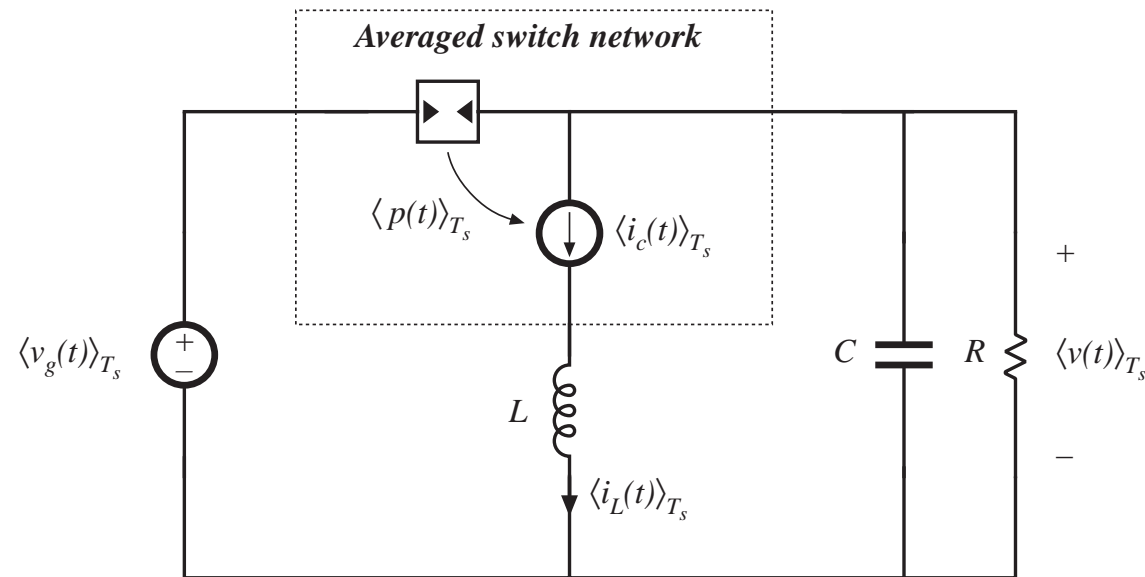 Averaged switch network
⟨p(t)⟩Ts
⟨ic(t)⟩Ts
+
⟨vg(t)⟩Ts
+
–
C
R
⟨v(t)⟩Ts
L
–
⟨iL(t)⟩Ts